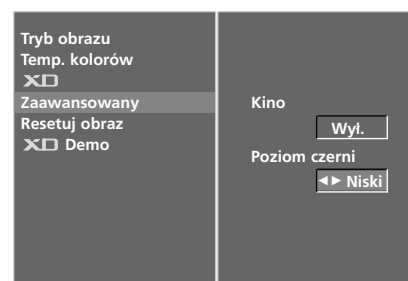 Tryb obrazu
Temp. kolorów
XD
Zaawansowany
Resetuj obraz
XD Demo
Kino
Wył.
Poziom czerni
◄► Niski